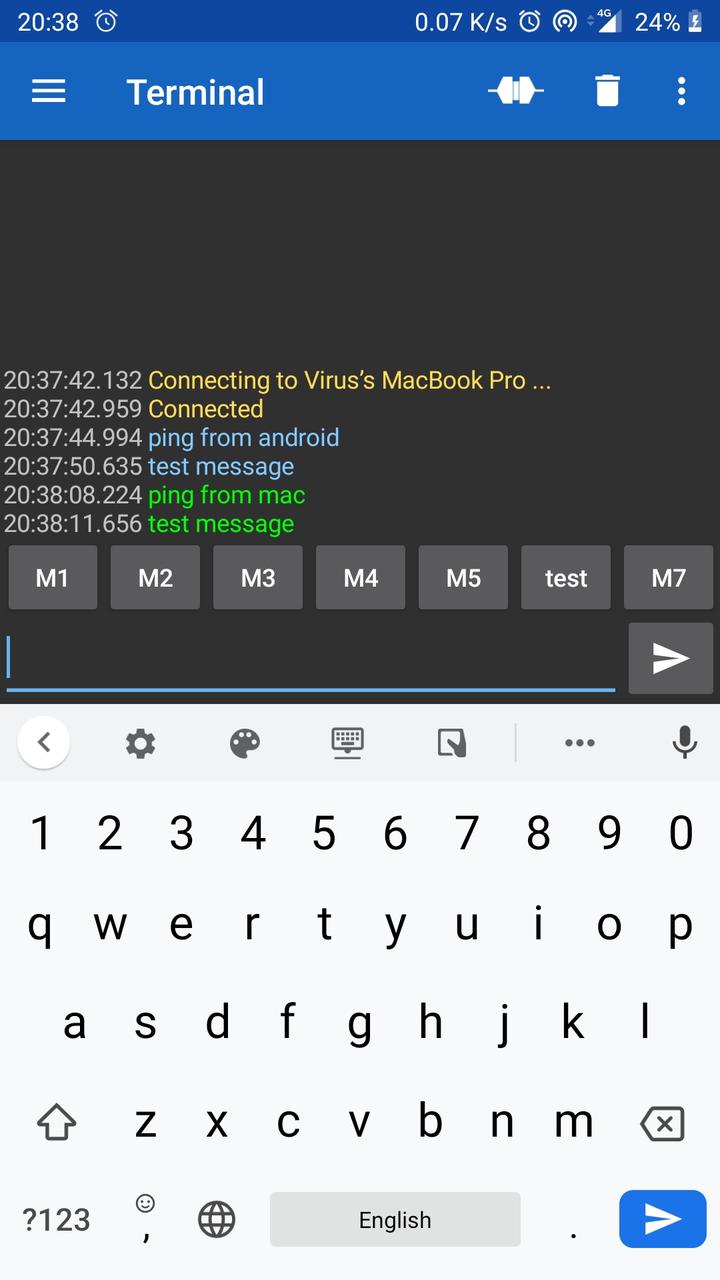 20:38 0.07 K/s 4G 24%
Terminal
20:37:42.132 Connecting to Virus’s MacBook Pro ...
20:37:42.959 Connected
20:37:44.994 ping from android
20:37:50.635 test message
20:38:08.224 ping from mac
20:38:11.656 test message
M1 M2 M3 M4 M5 test M7
1 2 3 4 5 6 7 8 9 0
q w e r t y u i o p
a s d f g h j k l
z x c v b n m
?123 , English .